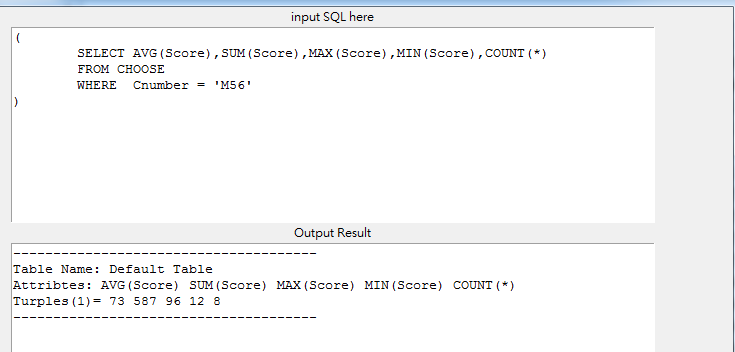 input SQL here
(
SELECT AVG(Score),SUM(Score),MAX(Score),MIN(Score),COUNT(*)
FROM CHOOSE
WHERE  Cnumber = 'M56'
)
Output Result
--------------------------------------
Table Name: Default Table
Attribtes: AVG(Score) SUM(Score) MAX(Score) MIN(Score) COUNT(*)
Turples(1)= 73 587 96 12 8
--------------------------------------